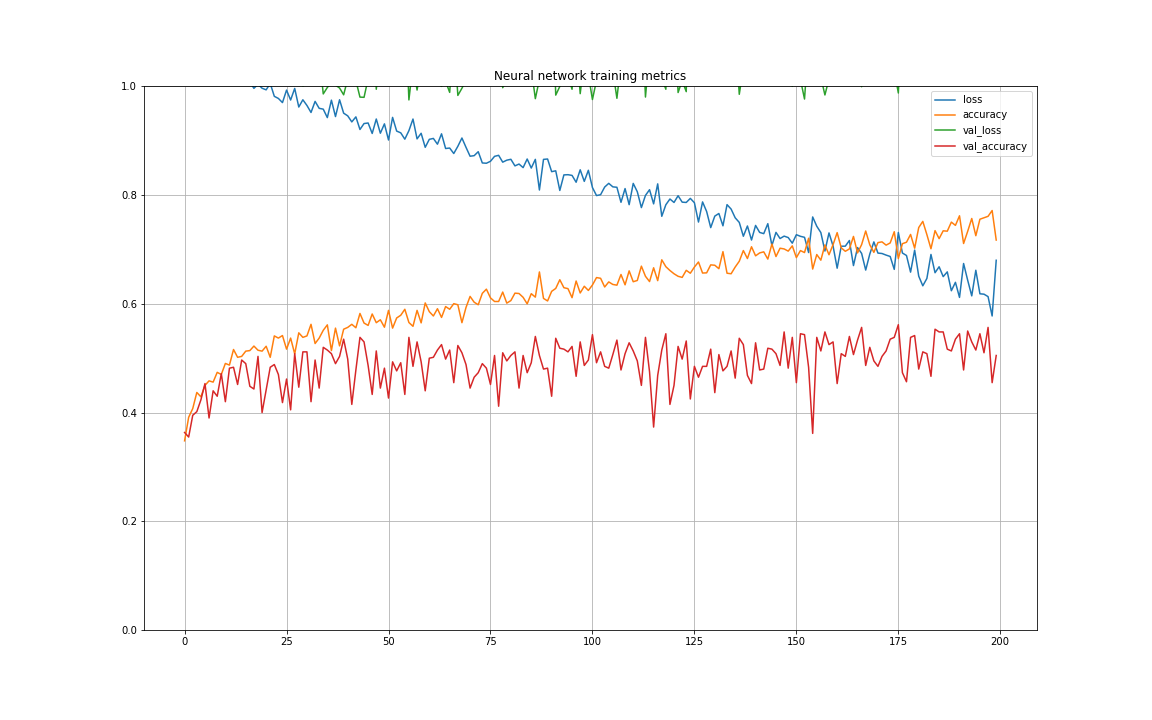 Neural network training metrics
1.0
0.8
0.6
0.4
0.2
0.0
loss
accuracy
val_loss
val_accuracy
0 25 50 75 100 125 150 175 200